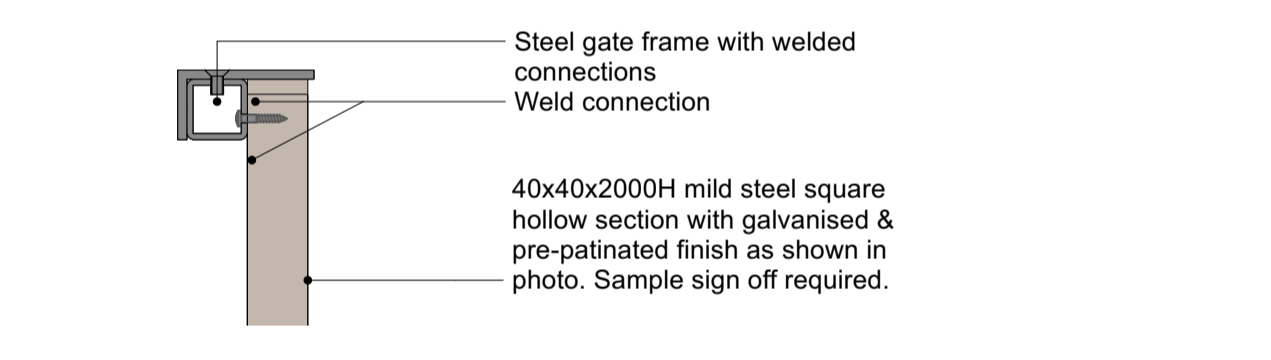 Steel gate frame with welded
connections
Weld connection
40x40x2000H mild steel square
hollow section with galvanised &
pre-patinated finish as shown in
photo. Sample sign off required.